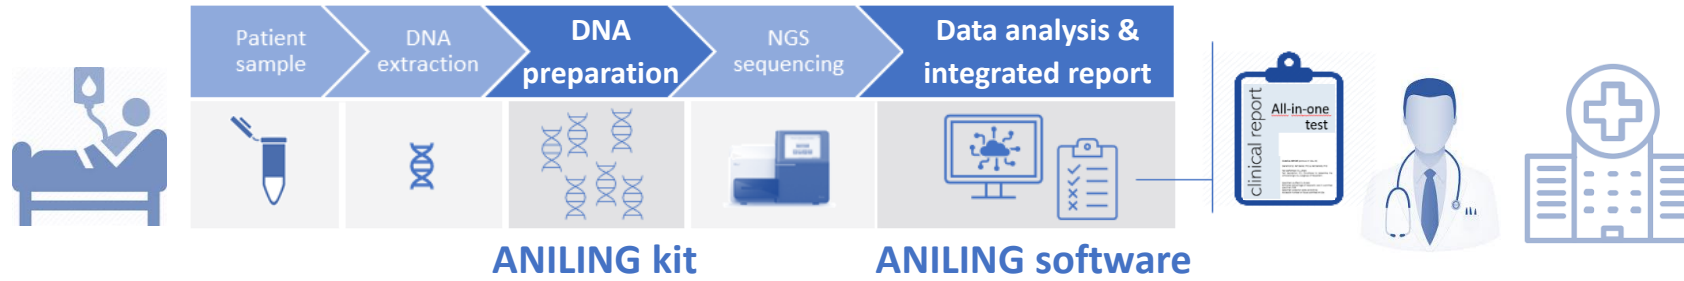 Patient
sample
DNA
extraction
DNA
preparation
NGS
sequencing
Data analysis &
integrated report
clinical report
All-in-one
test
ANILING kit
ANILING software